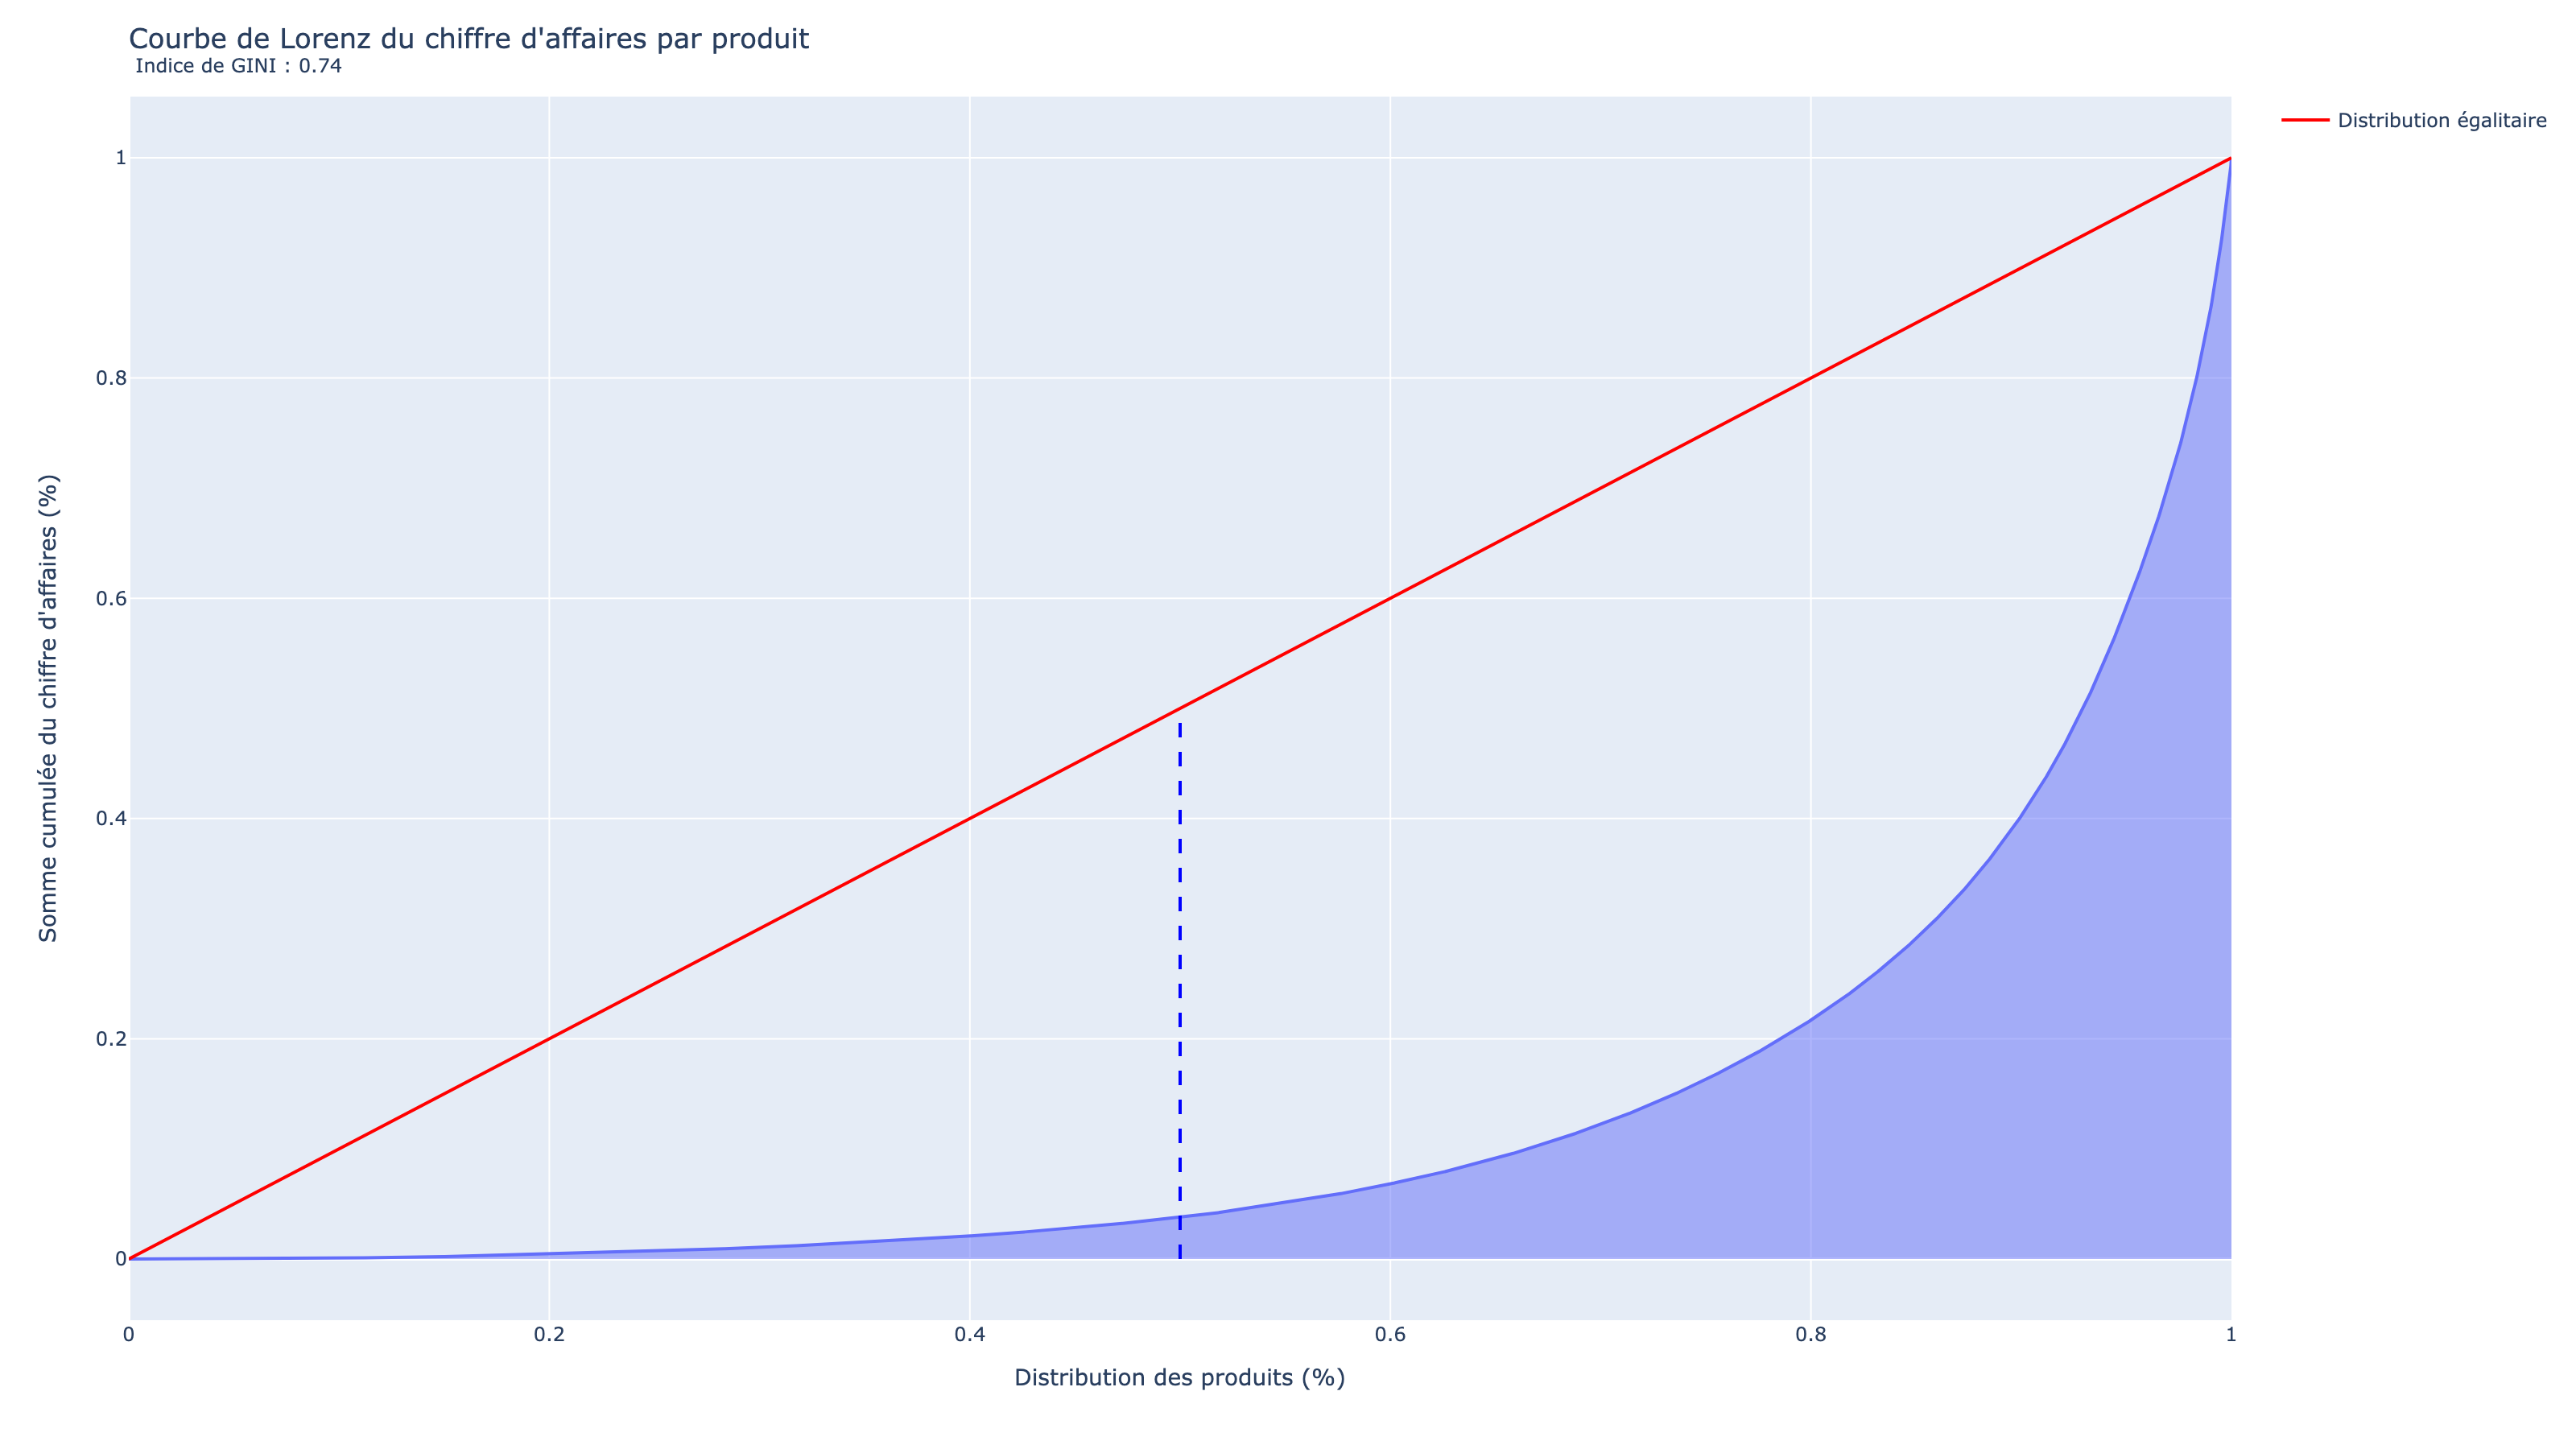 Courbe de Lorenz du chiffre d'affaires par produit
Indice de GINI : 0.74
Distribution égalitaire
1
0.8
0.6
0.4
0.2
0
Somme cumulée du chiffre d'affaires (%)
0 0.2 0.4 0.6 0.8 1
Distribution des produits (%)